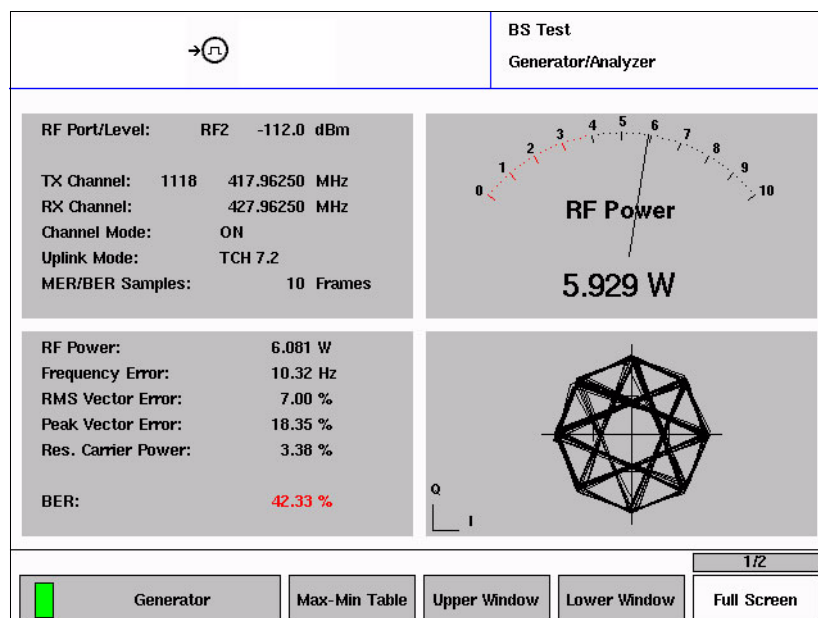 BS Test
Generator/Analyzer
RF Port/Level: RF2 -112.0 dBm
TX Channel: 1118 417.96250 MHz
RX Channel: 427.96250 MHz
Channel Mode: ON
Uplink Mode: TCH 7.2
MER/BER Samples: 10 Frames
0 1 2 3 4 5 6 7 8 9 10
RF Power
5.929 W
RF Power: 6.081 W
Frequency Error: 10.32 Hz
RMS Vector Error: 7.00 %
Peak Vector Error: 18.35 %
Res. Carrier Power: 3.38 %
BER: 42.33 %
Q
I
1/2
Generator
Max-Min Table
Upper Window
Lower Window
Full Screen